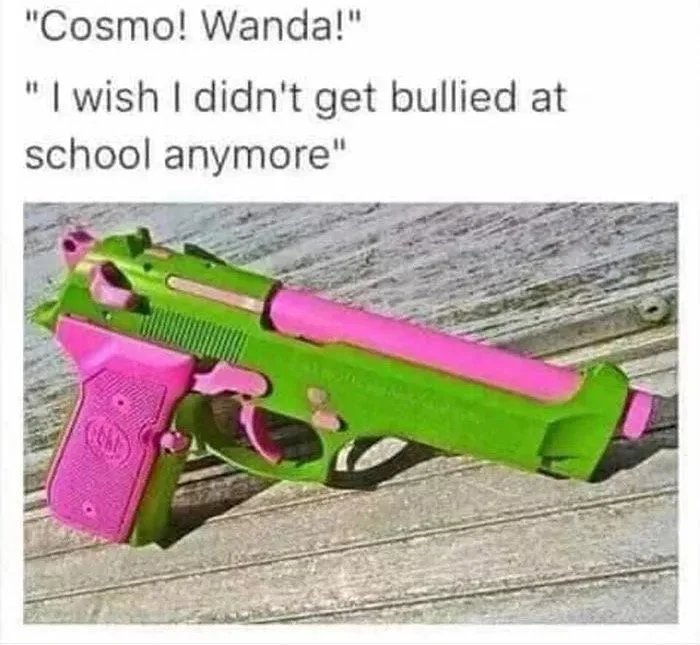 "Cosmo! Wanda!"
" I wish I didn't get bullied at
school anymore"